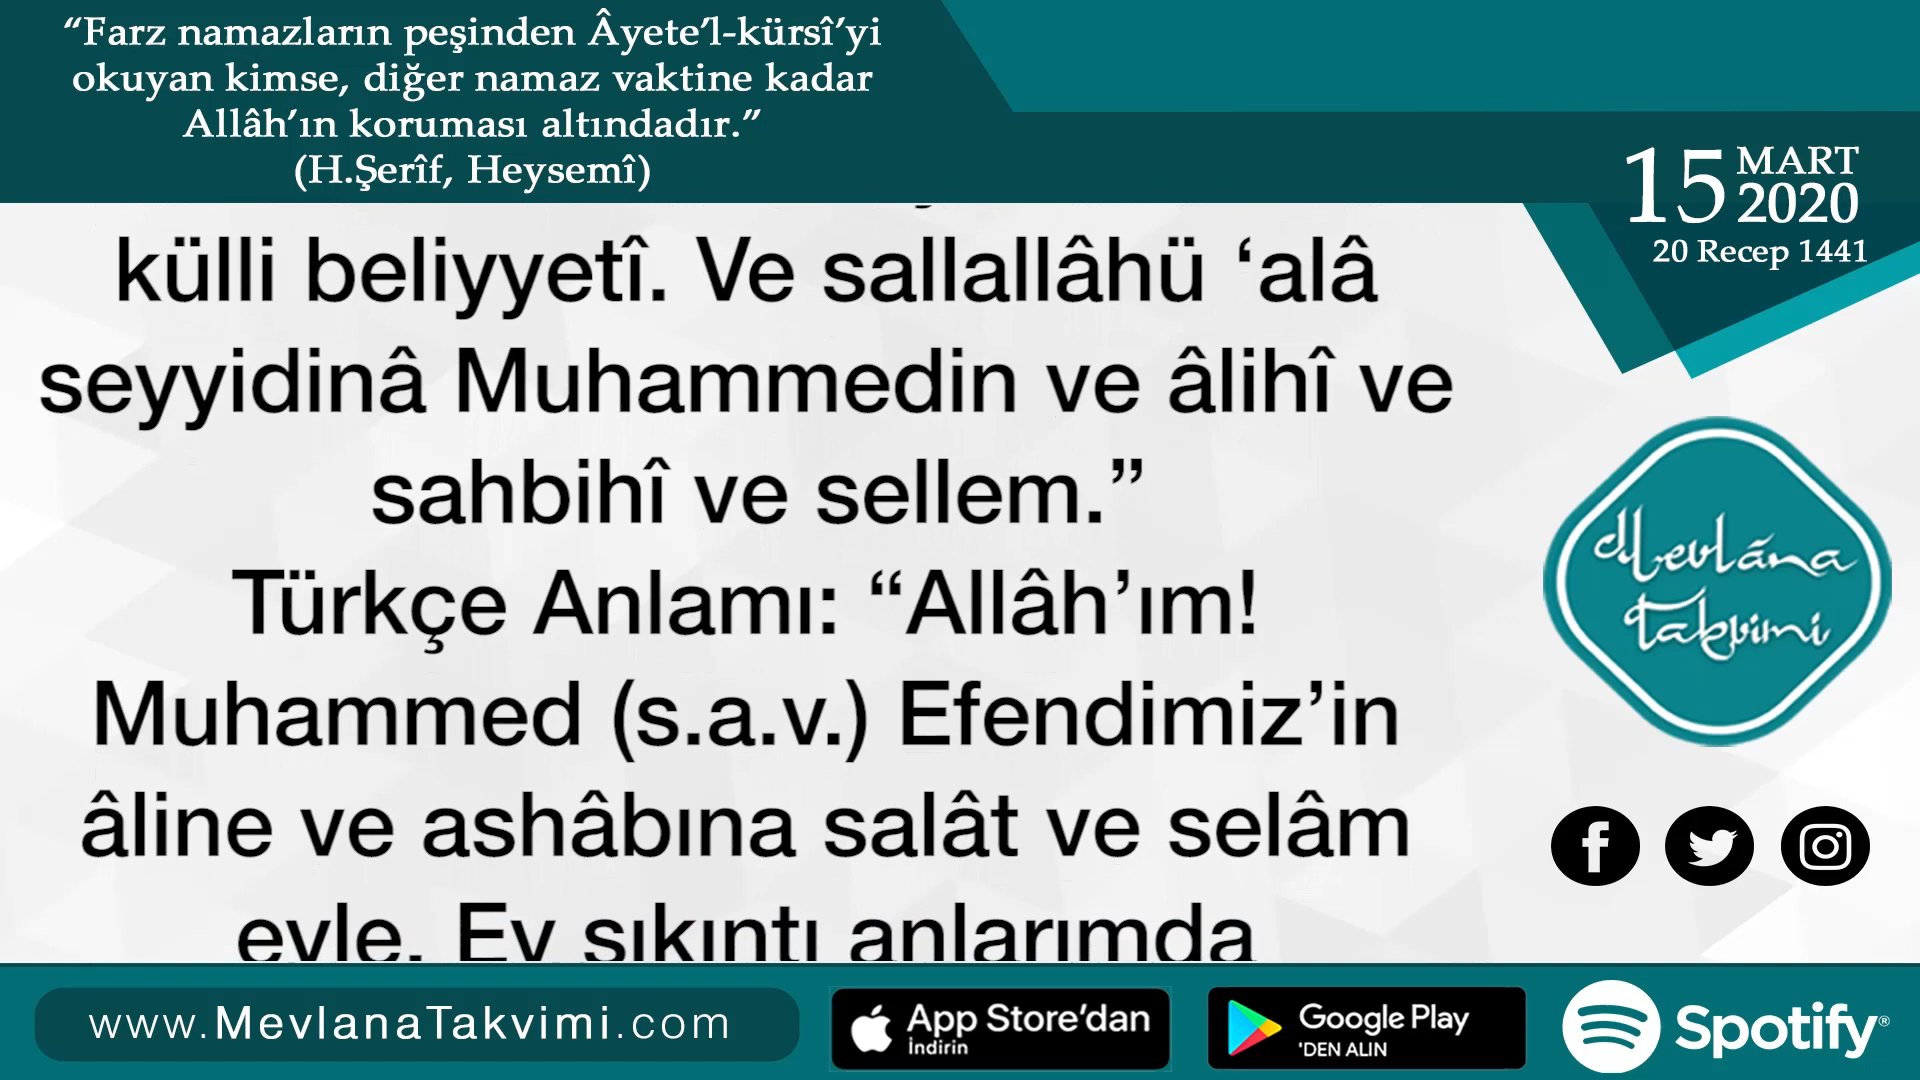 “Farz namazların peşinden Âyete’l-kürsî’yi
okuyan kimse, diğer namaz vaktine kadar
Allâh’ın koruması altındadır.”
(H.Şerîf, Heysemî)
15 MART
2020
20 Recep 1441
külli beliyyetî. Ve sallallâhü ‘alâ
seyyidinâ Muhammedin ve âlihî ve
sahbihî ve sellem.”
Türkçe Anlamı: “Allâh’ım!
Muhammed (s.a.v.) Efendimiz’in
âline ve ashâbına salât ve selâm
eyle. Ey sıkıntı anlarımda
Mevlâna
Takvimi
www.MevlanaTakvimi.com
App Store’dan
İndirin
Google Play
'DEN ALIN
Spotify®